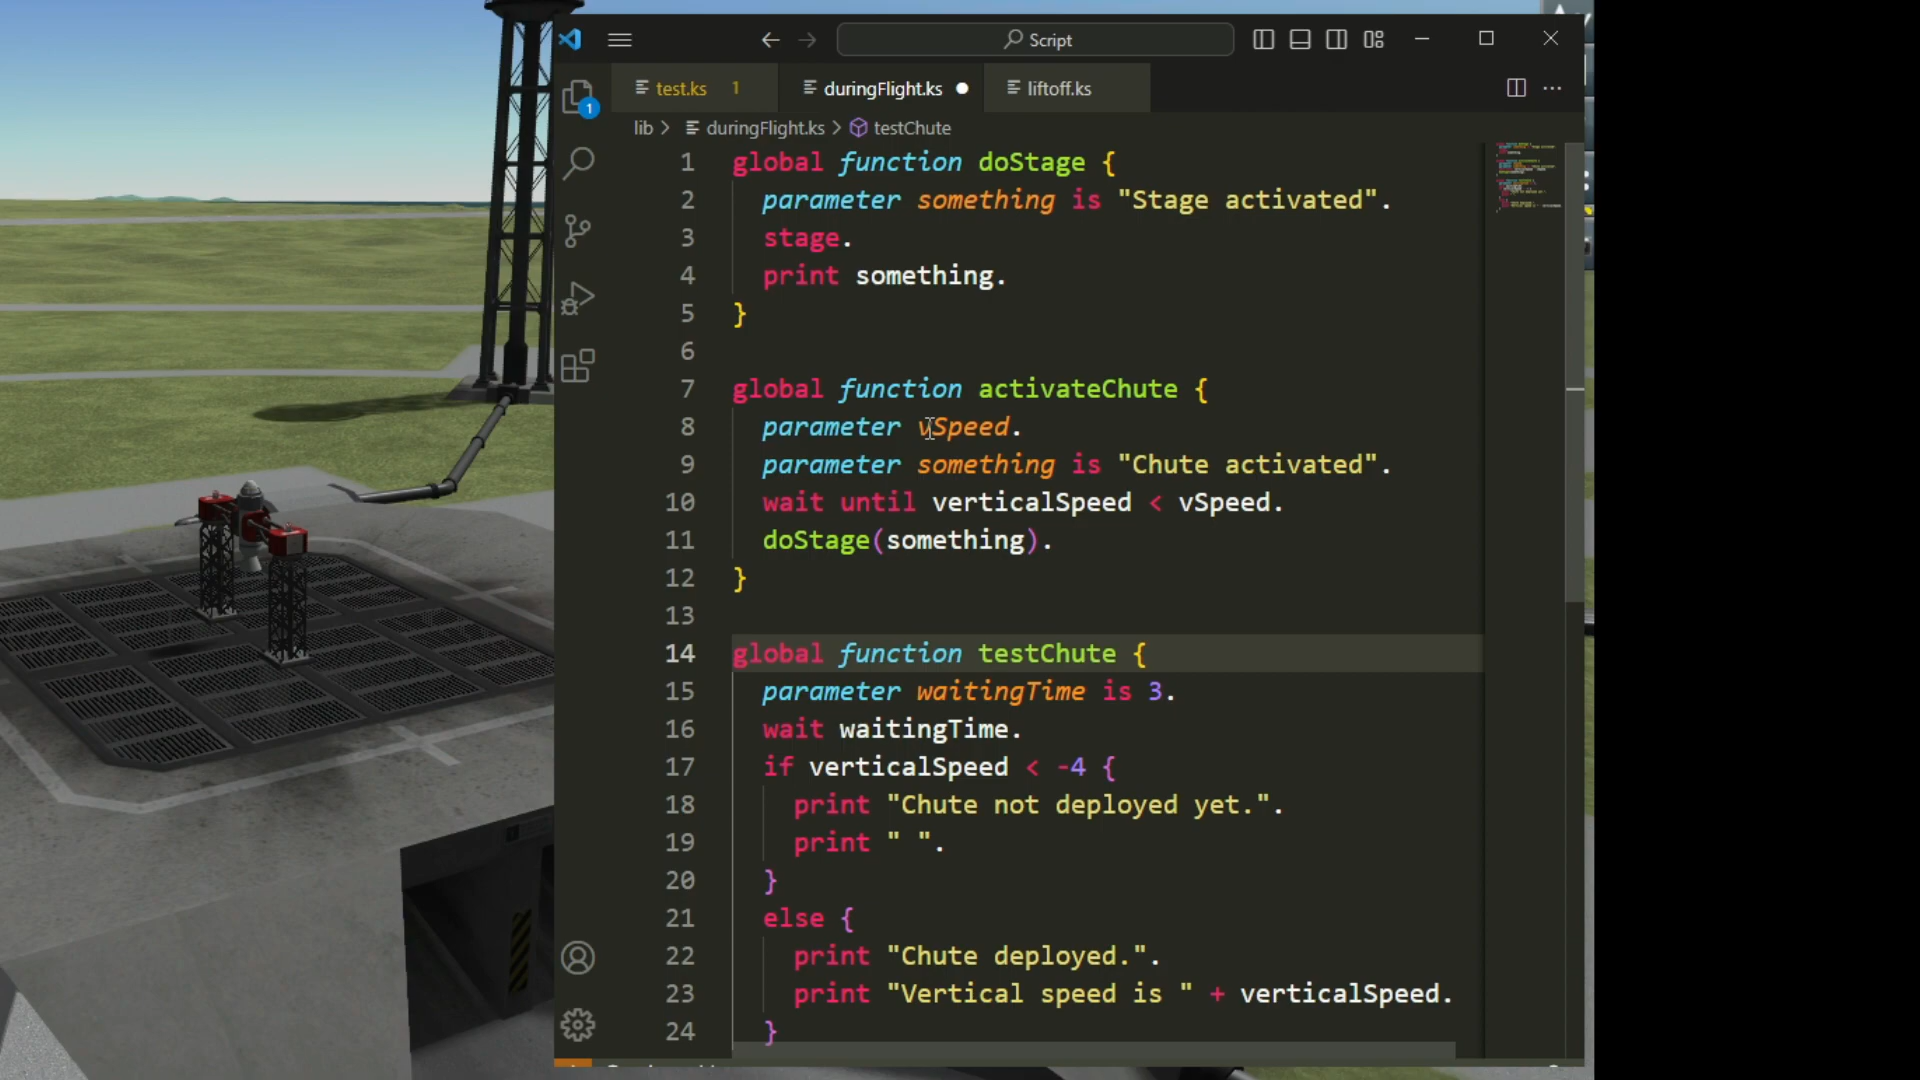 Script
test.ks 1 duringFlight.ks liftoff.ks
lib > duringFlight.ks > testChute
1
1 global function doStage {
2 parameter something is "Stage activated".
3 stage.
4 print something.
5 }
6
7 global function activateChute {
8 parameter vSpeed.
9 parameter something is "Chute activated".
10 wait until verticalSpeed < vSpeed.
11 doStage(something).
12 }
13
14 global function testChute {
15 parameter waitingTime is 3.
16 wait waitingTime.
17 if verticalSpeed < -4 {
18 print "Chute not deployed yet.".
19 print " ".
20 }
21 else {
22 print "Chute deployed.".
23 print "Vertical speed is " + verticalSpeed.
24 }